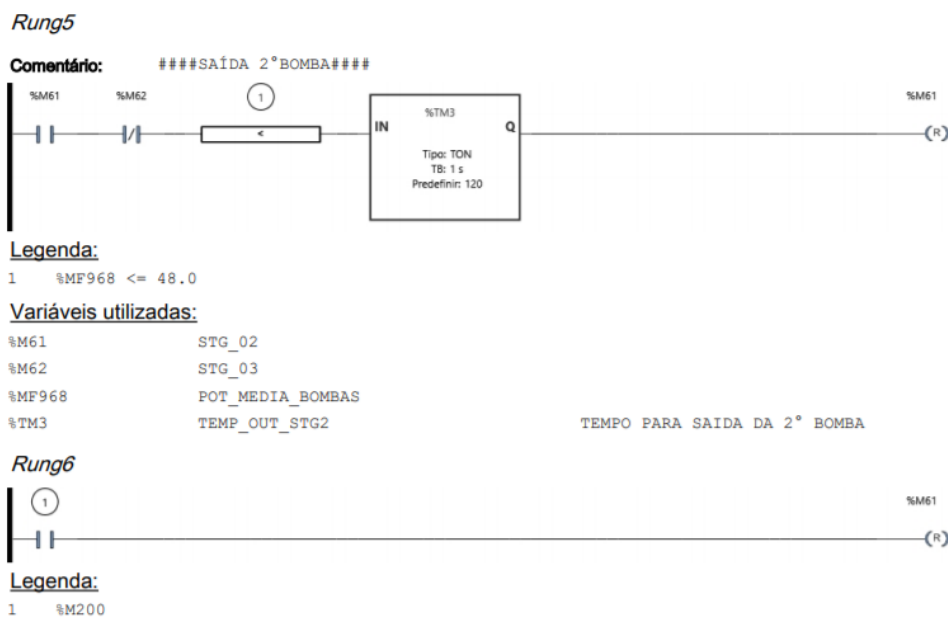 Rung5
Comentário: ####SAÍDA 2°BOMBA####
%M61 %M62 1 %M61
<
%TM3
IN Q
(R)
Tipo: TON
TB: 1 s
Predefinir: 120
Legenda:
1 %MF968 <= 48.0
Variáveis utilizadas:
%M61 STG_02
%M62 STG_03
%MF968 POT_MEDIA_BOMBAS
%TM3 TEMP_OUT_STG2 TEMPO PARA SAIDA DA 2° BOMBA
Rung6
1 %M61
(R)
Legenda:
1 %M200